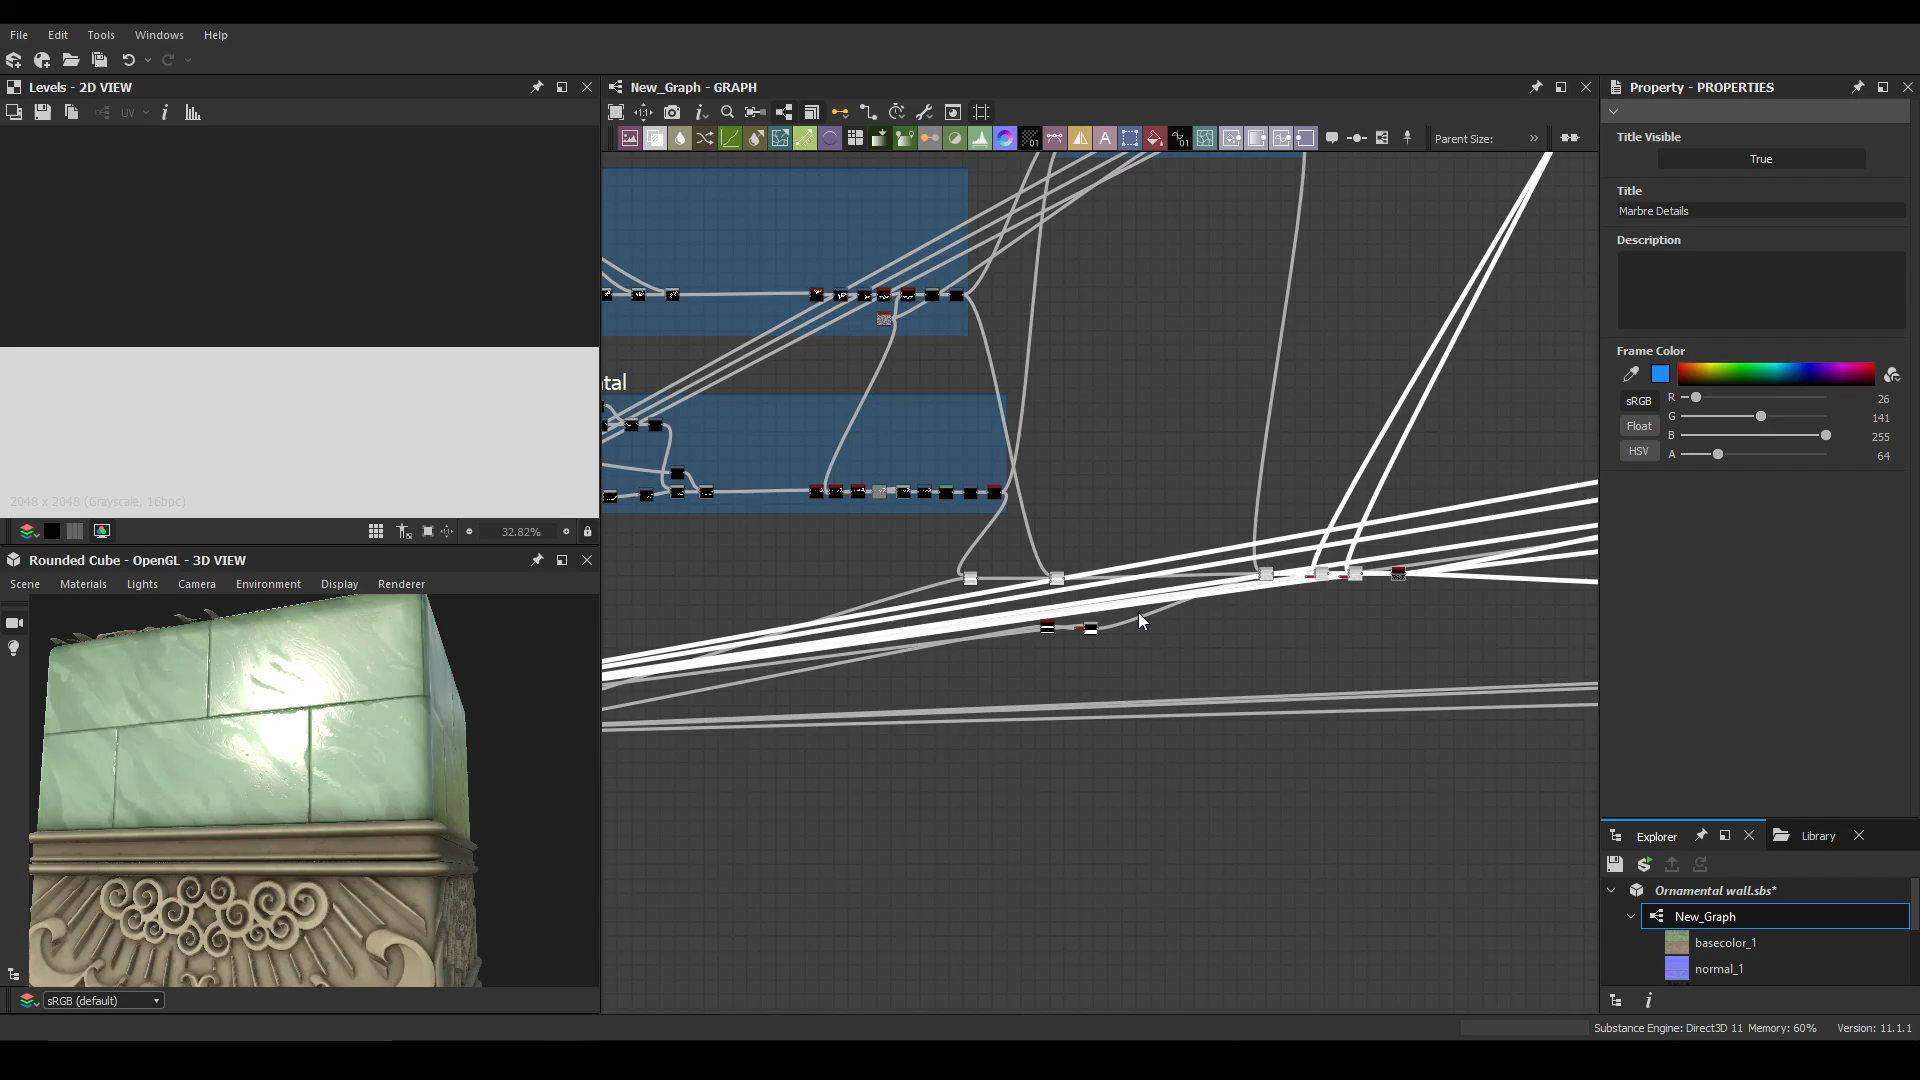 File Edit Tools Windows Help
Levels - 2D VIEW
UV
2048 x 2048 (Grayscale, 16bpc)
32.82%
Rounded Cube - OpenGL - 3D VIEW
Scene Materials Lights Camera Environment Display Renderer
sRGB (default)
New_Graph - GRAPH
Parent Size:
tal
Property - PROPERTIES
Title Visible
True
Title
Marbre Details
Description
Frame Color
sRGB
Float
HSV
R 26
G 141
B 255
A 64
Explorer
Library
Ornamental wall.sbs*
New_Graph
basecolor_1
normal_1
Substance Engine: Direct3D 11 Memory: 60% Version: 11.1.1